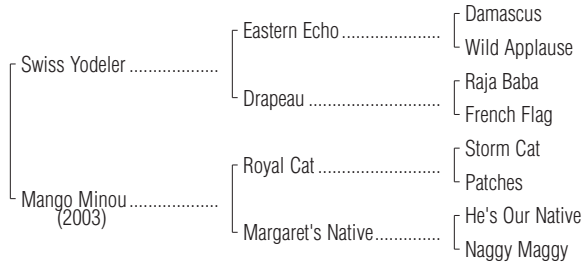 Damascus
Eastern Echo ..................
Wild Applause
Swiss Yodeler ...................
Raja Baba
Drapeau ............................
French Flag
Storm Cat
Royal Cat ..........................
Patches
Mango Minou ...................
(2003)
He's Our Native
Margaret's Native..............
Naggy Maggy